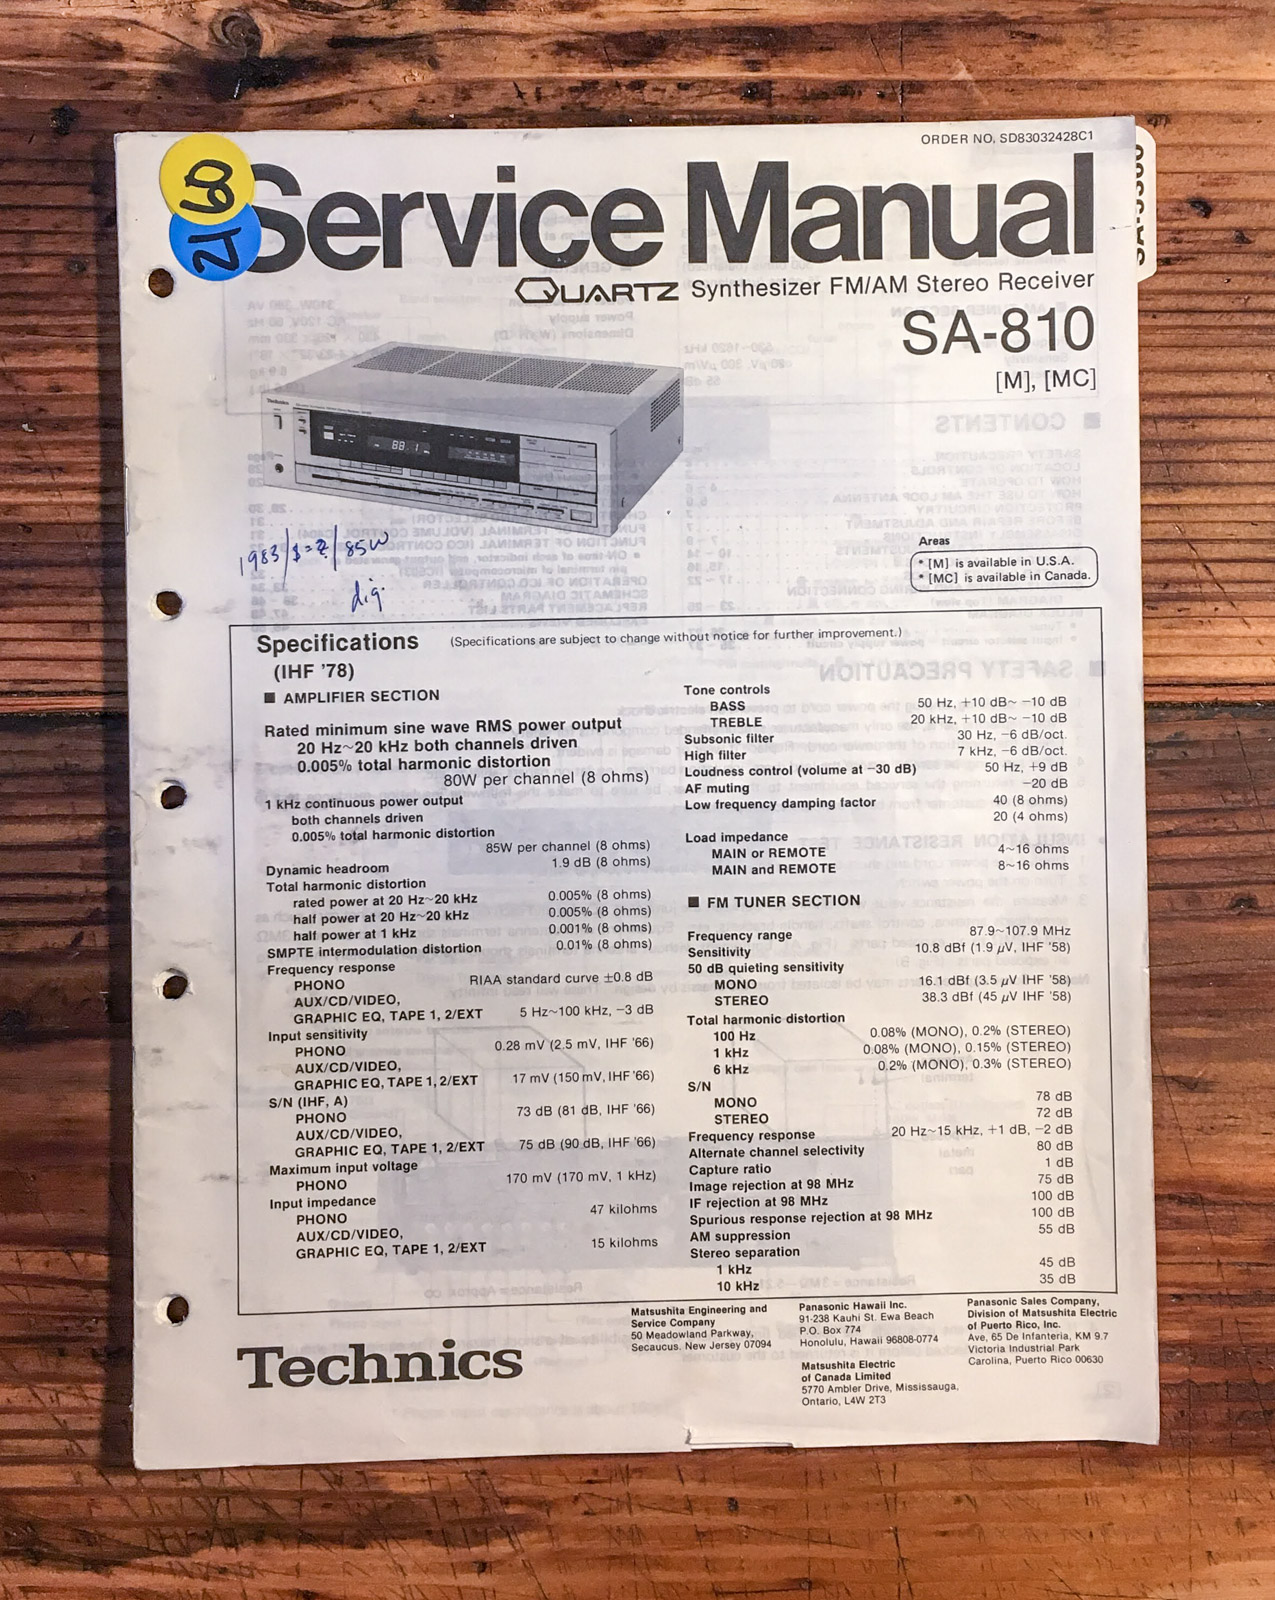 ORDER NO. SD83032428C1
Service Manual
QUARTZ Synthesizer FM/AM Stereo Receiver
SA-810
[M], [MC]
Technics
88.1
1983/$=?/85W
dig.
Areas
* [M] is available in U.S.A.
* [MC] is available in Canada.
Specifications (Specifications are subject to change without notice for further improvement.)
(IHF '78)
■ AMPLIFIER SECTION
Rated minimum sine wave RMS power output
20 Hz~20 kHz both channels driven
0.005% total harmonic distortion
80W per channel (8 ohms)
1 kHz continuous power output
both channels driven
0.005% total harmonic distortion
85W per channel (8 ohms)
Dynamic headroom 1.9 dB (8 ohms)
Total harmonic distortion
rated power at 20 Hz~20 kHz 0.005% (8 ohms)
half power at 20 Hz~20 kHz 0.005% (8 ohms)
half power at 1 kHz 0.001% (8 ohms)
SMPTE intermodulation distortion 0.01% (8 ohms)
Frequency response
PHONO RIAA standard curve ±0.8 dB
AUX/CD/VIDEO,
GRAPHIC EQ, TAPE 1, 2/EXT 5 Hz~100 kHz, −3 dB
Input sensitivity
PHONO 0.28 mV (2.5 mV, IHF '66)
AUX/CD/VIDEO,
GRAPHIC EQ, TAPE 1, 2/EXT 17 mV (150 mV, IHF '66)
S/N (IHF, A)
PHONO 73 dB (81 dB, IHF '66)
AUX/CD/VIDEO,
GRAPHIC EQ, TAPE 1, 2/EXT 75 dB (90 dB, IHF '66)
Maximum input voltage
PHONO 170 mV (170 mV, 1 kHz)
Input impedance
PHONO 47 kilohms
AUX/CD/VIDEO,
GRAPHIC EQ, TAPE 1, 2/EXT 15 kilohms
Tone controls
BASS 50 Hz, +10 dB~ −10 dB
TREBLE 20 kHz, +10 dB~ −10 dB
Subsonic filter 30 Hz, −6 dB/oct.
High filter 7 kHz, −6 dB/oct.
Loudness control (volume at −30 dB) 50 Hz, +9 dB
AF muting −20 dB
Low frequency damping factor 40 (8 ohms)
20 (4 ohms)
Load impedance
MAIN or REMOTE 4~16 ohms
MAIN and REMOTE 8~16 ohms
■ FM TUNER SECTION
Frequency range 87.9~107.9 MHz
Sensitivity 10.8 dBf (1.9 µV, IHF '58)
50 dB quieting sensitivity
MONO 16.1 dBf (3.5 µV IHF '58)
STEREO 38.3 dBf (45 µV IHF '58)
Total harmonic distortion
100 Hz 0.08% (MONO), 0.2% (STEREO)
1 kHz 0.08% (MONO), 0.15% (STEREO)
6 kHz 0.2% (MONO), 0.3% (STEREO)
S/N
MONO 78 dB
STEREO 72 dB
Frequency response 20 Hz~15 kHz, +1 dB, −2 dB
Alternate channel selectivity 80 dB
Capture ratio 1 dB
Image rejection at 98 MHz 75 dB
IF rejection at 98 MHz 100 dB
Spurious response rejection at 98 MHz 100 dB
AM suppression 55 dB
Stereo separation
1 kHz 45 dB
10 kHz 35 dB
Technics
Matsushita Engineering and
Service Company
50 Meadowland Parkway,
Secaucus. New Jersey 07094
Panasonic Hawaii Inc.
91-238 Kauhi St. Ewa Beach
P.O. Box 774
Honolulu, Hawaii 96808-0774
Matsushita Electric
of Canada Limited
5770 Ambler Drive, Mississauga,
Ontario, L4W 2T3
Panasonic Sales Company,
Division of Matsushita Electric
of Puerto Rico, Inc.
Ave, 65 De Infanteria, KM 9.7
Victoria Industrial Park
Carolina, Puerto Rico 00630